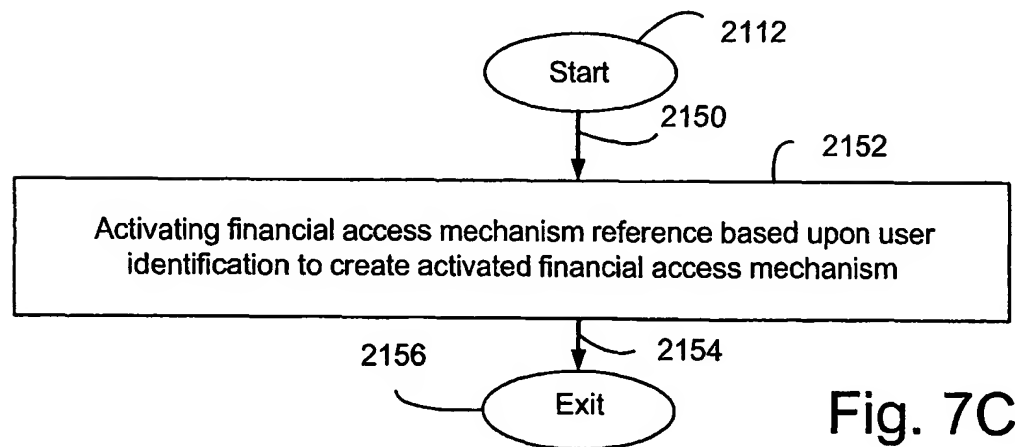 2112
Start
2150
2152
Activating financial access mechanism reference based upon user
identification to create activated financial access mechanism
2156
2154
Exit
Fig. 7C